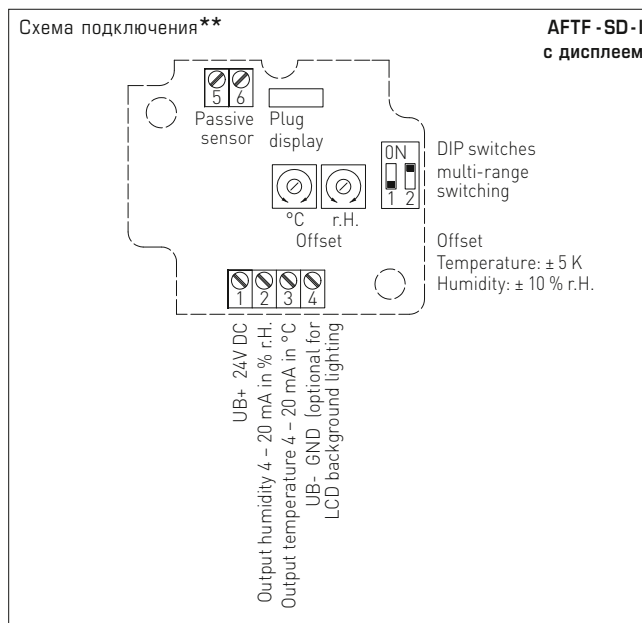 Схема подключения**
AFTF - SD - I
с дисплеем
5 6
Passive sensor
Plug display
ON
1 2
DIP switches
multi-range
switching
°C r.H.
Offset
Offset
Temperature: ± 5 K
Humidity: ± 10 % r.H.
1 2 3 4
UB+ 24V DC
Output humidity 4 – 20 mA in % r.H.
Output temperature 4 – 20 mA in °C
UB- GND (optional for
LCD background lighting